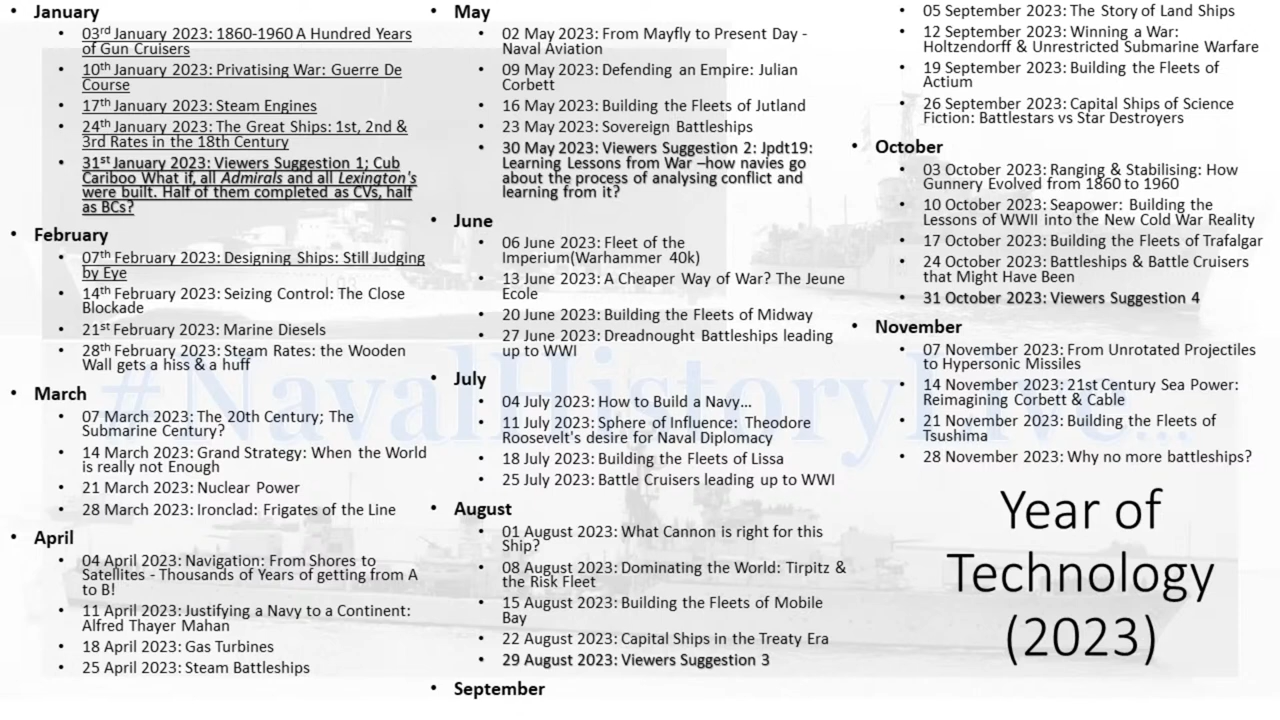 • January
• 03rd January 2023: 1860-1960 A Hundred Years
of Gun Cruisers
• 10th January 2023: Privatising War: Guerre De
Course
• 17th January 2023: Steam Engines
• 24th January 2023: The Great Ships: 1st, 2nd &
3rd Rates in the 18th Century
• 31st January 2023: Viewers Suggestion 1; Cub
Cariboo What if, all Admirals and all Lexington's
were built. Half of them completed as CVs, half
as BCs?
• February
• 07th February 2023: Designing Ships: Still Judging
by Eye
• 14th February 2023: Seizing Control: The Close
Blockade
• 21st February 2023: Marine Diesels
• 28th February 2023: Steam Rates: the Wooden
Wall gets a hiss & a huff
• March
• 07 March 2023: The 20th Century; The
Submarine Century?
• 14 March 2023: Grand Strategy: When the World
is really not Enough
• 21 March 2023: Nuclear Power
• 28 March 2023: Ironclad: Frigates of the Line
• April
• 04 April 2023: Navigation: From Shores to
Satellites - Thousands of Years of getting from A
to B!
• 11 April 2023: Justifying a Navy to a Continent:
Alfred Thayer Mahan
• 18 April 2023: Gas Turbines
• 25 April 2023: Steam Battleships
• May
• 02 May 2023: From Mayfly to Present Day -
Naval Aviation
• 09 May 2023: Defending an Empire: Julian
Corbett
• 16 May 2023: Building the Fleets of Jutland
• 23 May 2023: Sovereign Battleships
• 30 May 2023: Viewers Suggestion 2: Jpdt19:
Learning Lessons from War –how navies go
about the process of analysing conflict and
learning from it?
• June
• 06 June 2023: Fleet of the
Imperium(Warhammer 40k)
• 13 June 2023: A Cheaper Way of War? The Jeune
Ecole
• 20 June 2023: Building the Fleets of Midway
• 27 June 2023: Dreadnought Battleships leading
up to WWI
• July
• 04 July 2023: How to Build a Navy...
• 11 July 2023: Sphere of Influence: Theodore
Roosevelt's desire for Naval Diplomacy
• 18 July 2023: Building the Fleets of Lissa
• 25 July 2023: Battle Cruisers leading up to WWI
• August
• 01 August 2023: What Cannon is right for this
Ship?
• 08 August 2023: Dominating the World: Tirpitz &
the Risk Fleet
• 15 August 2023: Building the Fleets of Mobile
Bay
• 22 August 2023: Capital Ships in the Treaty Era
• 29 August 2023: Viewers Suggestion 3
• September
• 05 September 2023: The Story of Land Ships
• 12 September 2023: Winning a War:
Holtzendorff & Unrestricted Submarine Warfare
• 19 September 2023: Building the Fleets of
Actium
• 26 September 2023: Capital Ships of Science
Fiction: Battlestars vs Star Destroyers
• October
• 03 October 2023: Ranging & Stabilising: How
Gunnery Evolved from 1860 to 1960
• 10 October 2023: Seapower: Building the
Lessons of WWII into the New Cold War Reality
• 17 October 2023: Building the Fleets of Trafalgar
• 24 October 2023: Battleships & Battle Cruisers
that Might Have Been
• 31 October 2023: Viewers Suggestion 4
• November
• 07 November 2023: From Unrotated Projectiles
to Hypersonic Missiles
• 14 November 2023: 21st Century Sea Power:
Reimagining Corbett & Cable
• 21 November 2023: Building the Fleets of
Tsushima
• 28 November 2023: Why no more battleships?
Year of
Technology
(2023)
#NavalHistoryLive...